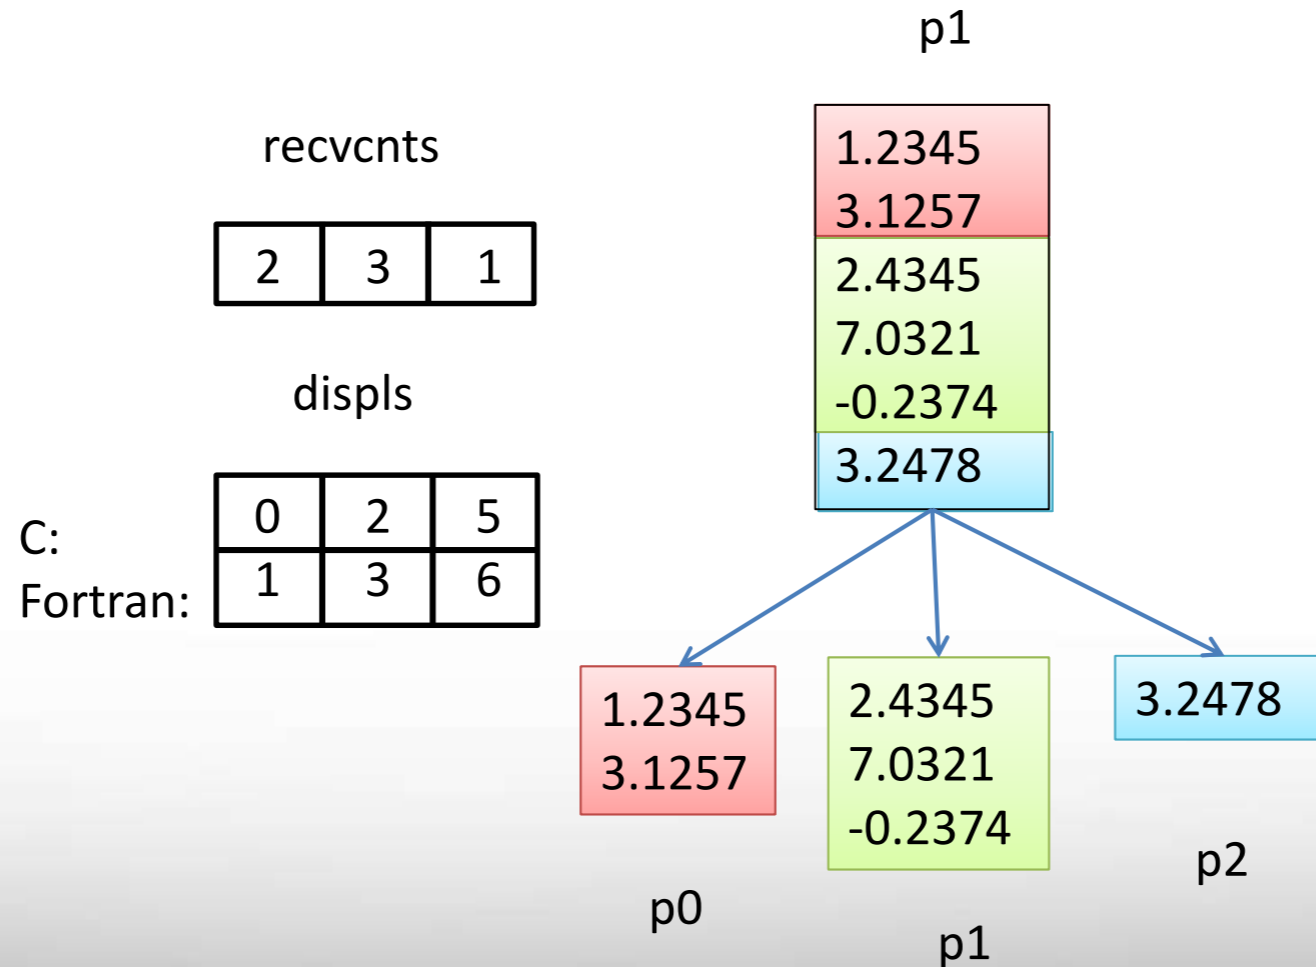 p1
recvcnts
2 3 1
displs
C: 0 2 5
Fortran: 1 3 6
1.2345
3.1257
2.4345
7.0321
-0.2374
3.2478
1.2345
3.1257
p0
2.4345
7.0321
-0.2374
p1
3.2478
p2